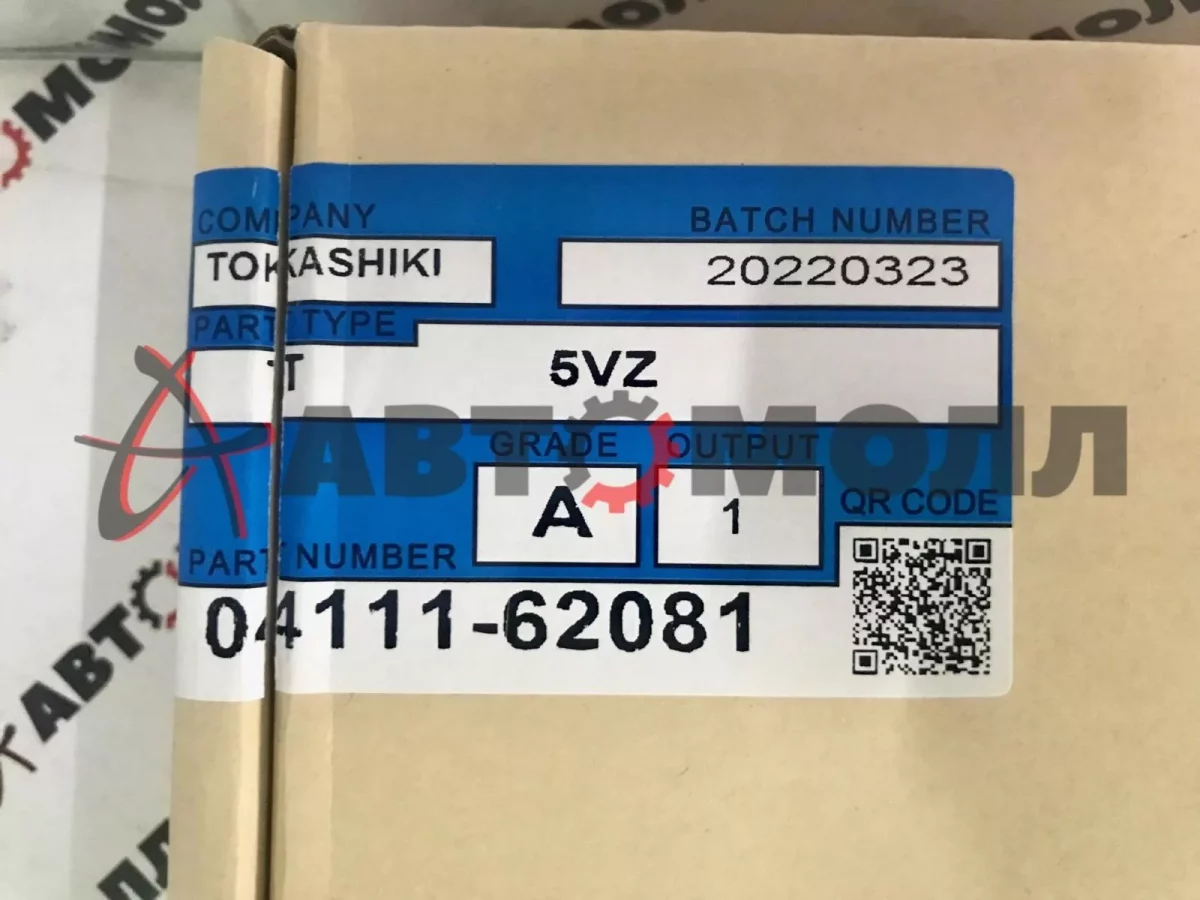 COMPANY
BATCH NUMBER
TOKASHIKI
20220323
PART TYPE
T 5VZ
АВТОМОЛЛ
GRADE
OUTPUT
A
1
QR CODE
PART NUMBER
04111-62081